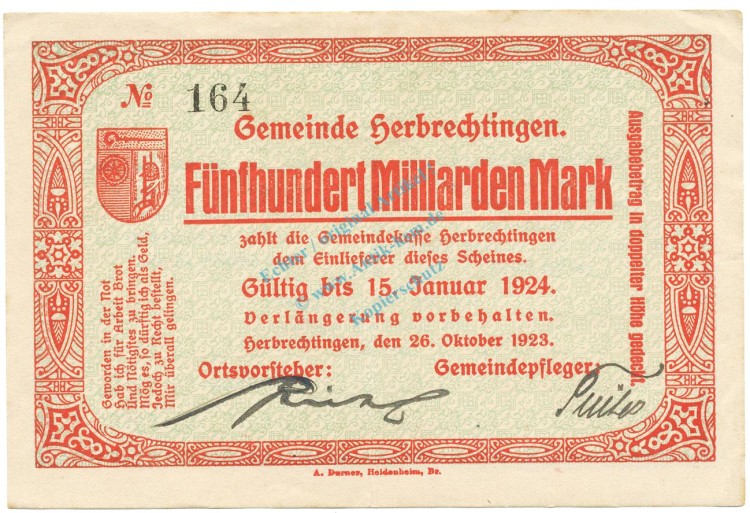 No 164
Gemeinde Herbrechtingen.
Fünfhundert Milliarden Mark
zahlt die Gemeindekasse Herbrechtingen
dem Einlieferer dieses Scheines.
Gültig bis 15. Januar 1924.
Verlängerung vorbehalten.
Herbrechtingen, den 26. Oktober 1923.
Ortsvorsteher: Gemeindepfleger:
Geworden in der Not
Hab ich für Arbeit Brot
Und Nötigstes zu bringen.
Mög es, so dürftig ich als Geld,
Jedoch zu Recht bestellt,
Mir überall gelingen.
Ausgabebetrag in doppelter Höhe gedeckt.
A. Durner, Heidenheim, Br.